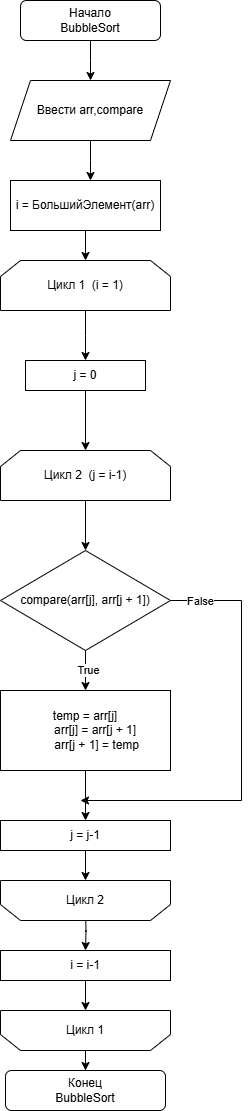 Начало
BubbleSort
Ввести arr,compare
i = БольшийЭлемент(arr)
Цикл 1  (i = 1)
j = 0
Цикл 2  (j = i-1)
compare(arr[j], arr[j + 1])
False
True
temp = arr[j]
arr[j] = arr[j + 1]
arr[j + 1] = temp
j = j-1
Цикл 2
i = i-1
Цикл 1
Конец
BubbleSort